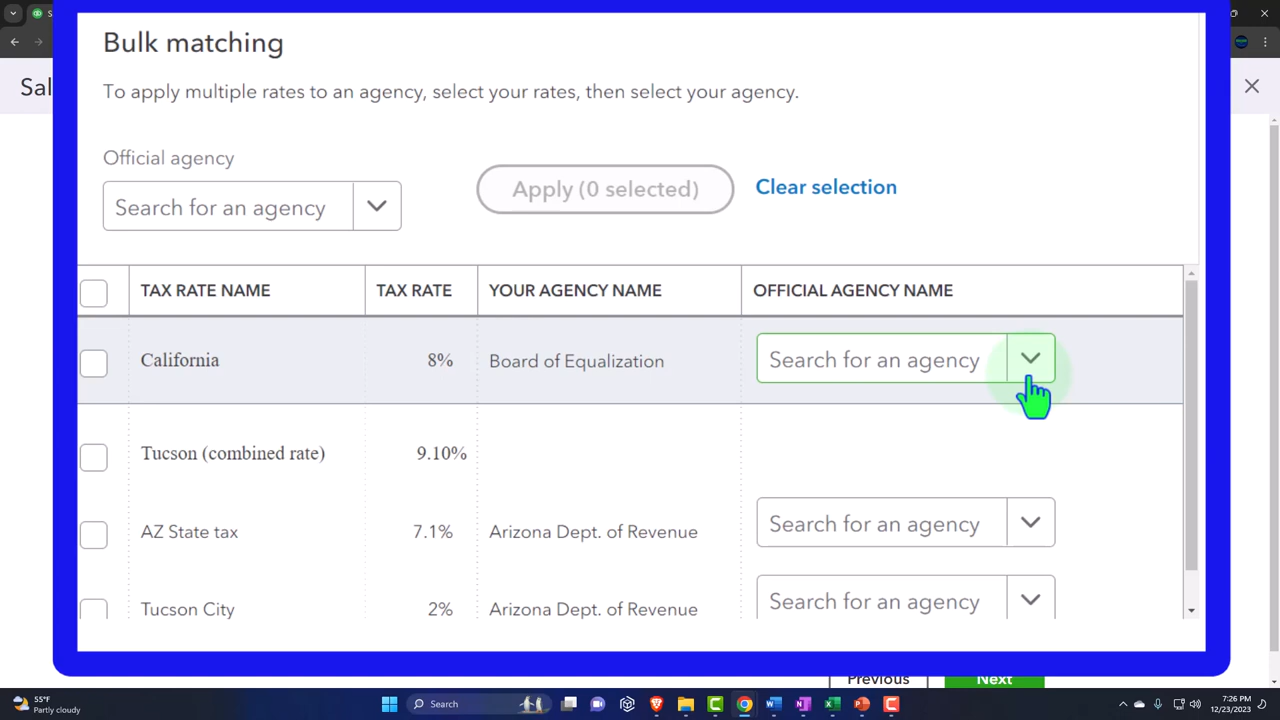 Sal
Bulk matching
To apply multiple rates to an agency, select your rates, then select your agency.
Official agency
Search for an agency
Apply (0 selected)
Clear selection
TAX RATE NAME TAX RATE YOUR AGENCY NAME OFFICIAL AGENCY NAME
California 8% Board of Equalization Search for an agency
Tucson (combined rate) 9.10%
AZ State tax 7.1% Arizona Dept. of Revenue Search for an agency
Tucson City 2% Arizona Dept. of Revenue Search for an agency
Previous Next
55°F
Partly cloudy
Search
7:26 PM
12/23/2023